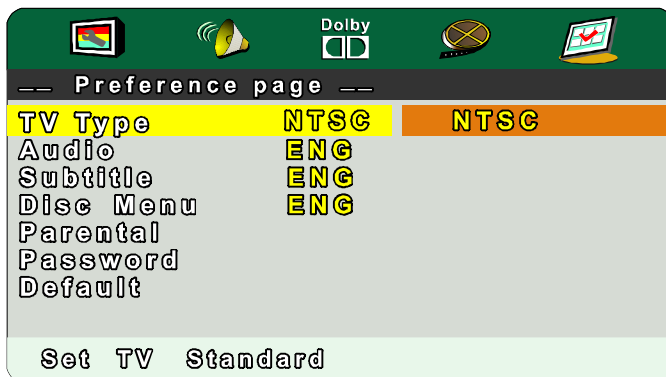 Dolby
-- Preference page --
TV Type NTSC NTSC
Audio ENG
Subtitle ENG
Disc Menu ENG
Parental
Password
Default
Set TV Standard